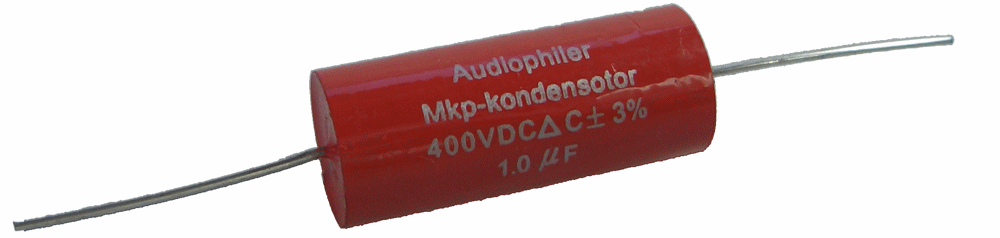 Audiophiler
Mkp-kondensotor
400VDC Δ C± 3%
1.0 μF